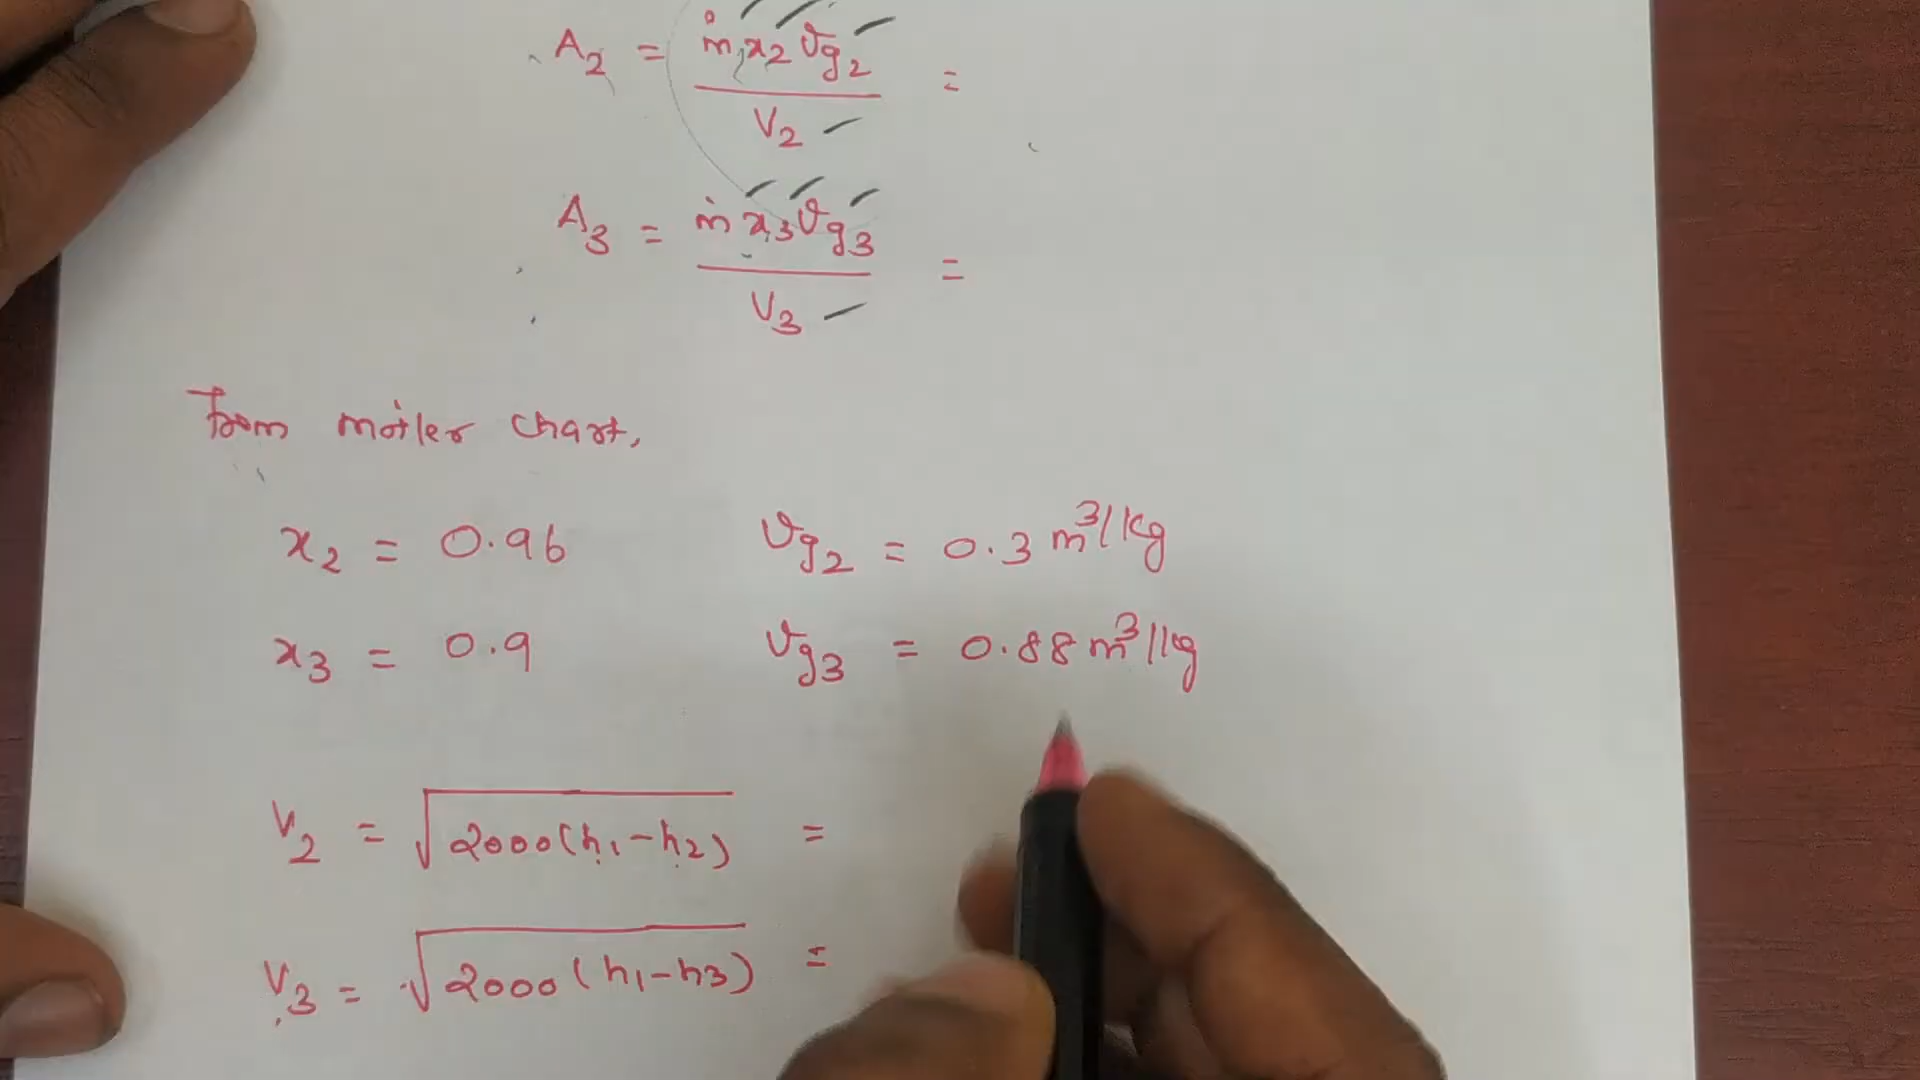 A₂ = ṁ x₂ vg₂ / V₂ =
A₃ = ṁ x₃ vg₃ / V₃ =
From moiler chart,
x₂ = 0.96 vg₂ = 0.3 m³/kg
x₃ = 0.9 vg₃ = 0.88 m³/kg
V₂ = √2000(h₁-h₂) =
V₃ = √2000(h₁-h₃) =